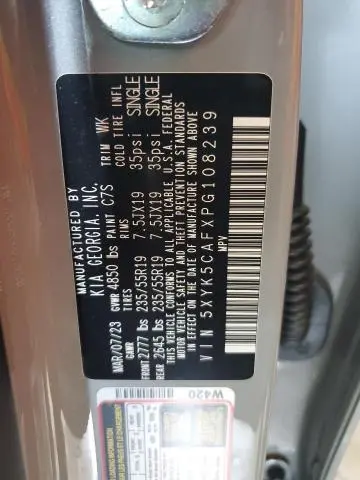 MANUFACTURED BY
KIA GEORGIA, INC.
MAR/07/23 PAINT C7S TRIM WK
GVWR 4850 lbs RIMS COLD TIRE INFL
GAWR
FRONT 2777 lbs 235/55R19 7.5JX19 35psi SINGLE
REAR 2645 lbs 235/55R19 7.5JX19 35psi SINGLE
THIS VEHICLE CONFORMS TO ALL APPLICABLE U.S.A. FEDERAL
MOTOR VEHICLE SAFETY, BUMPER, AND THEFT PREVENTION STANDARDS
IN EFFECT ON THE DATE OF MANUFACTURE SHOWN ABOVE.
MPV
VIN 5XYK5CAFXPG108239
W420